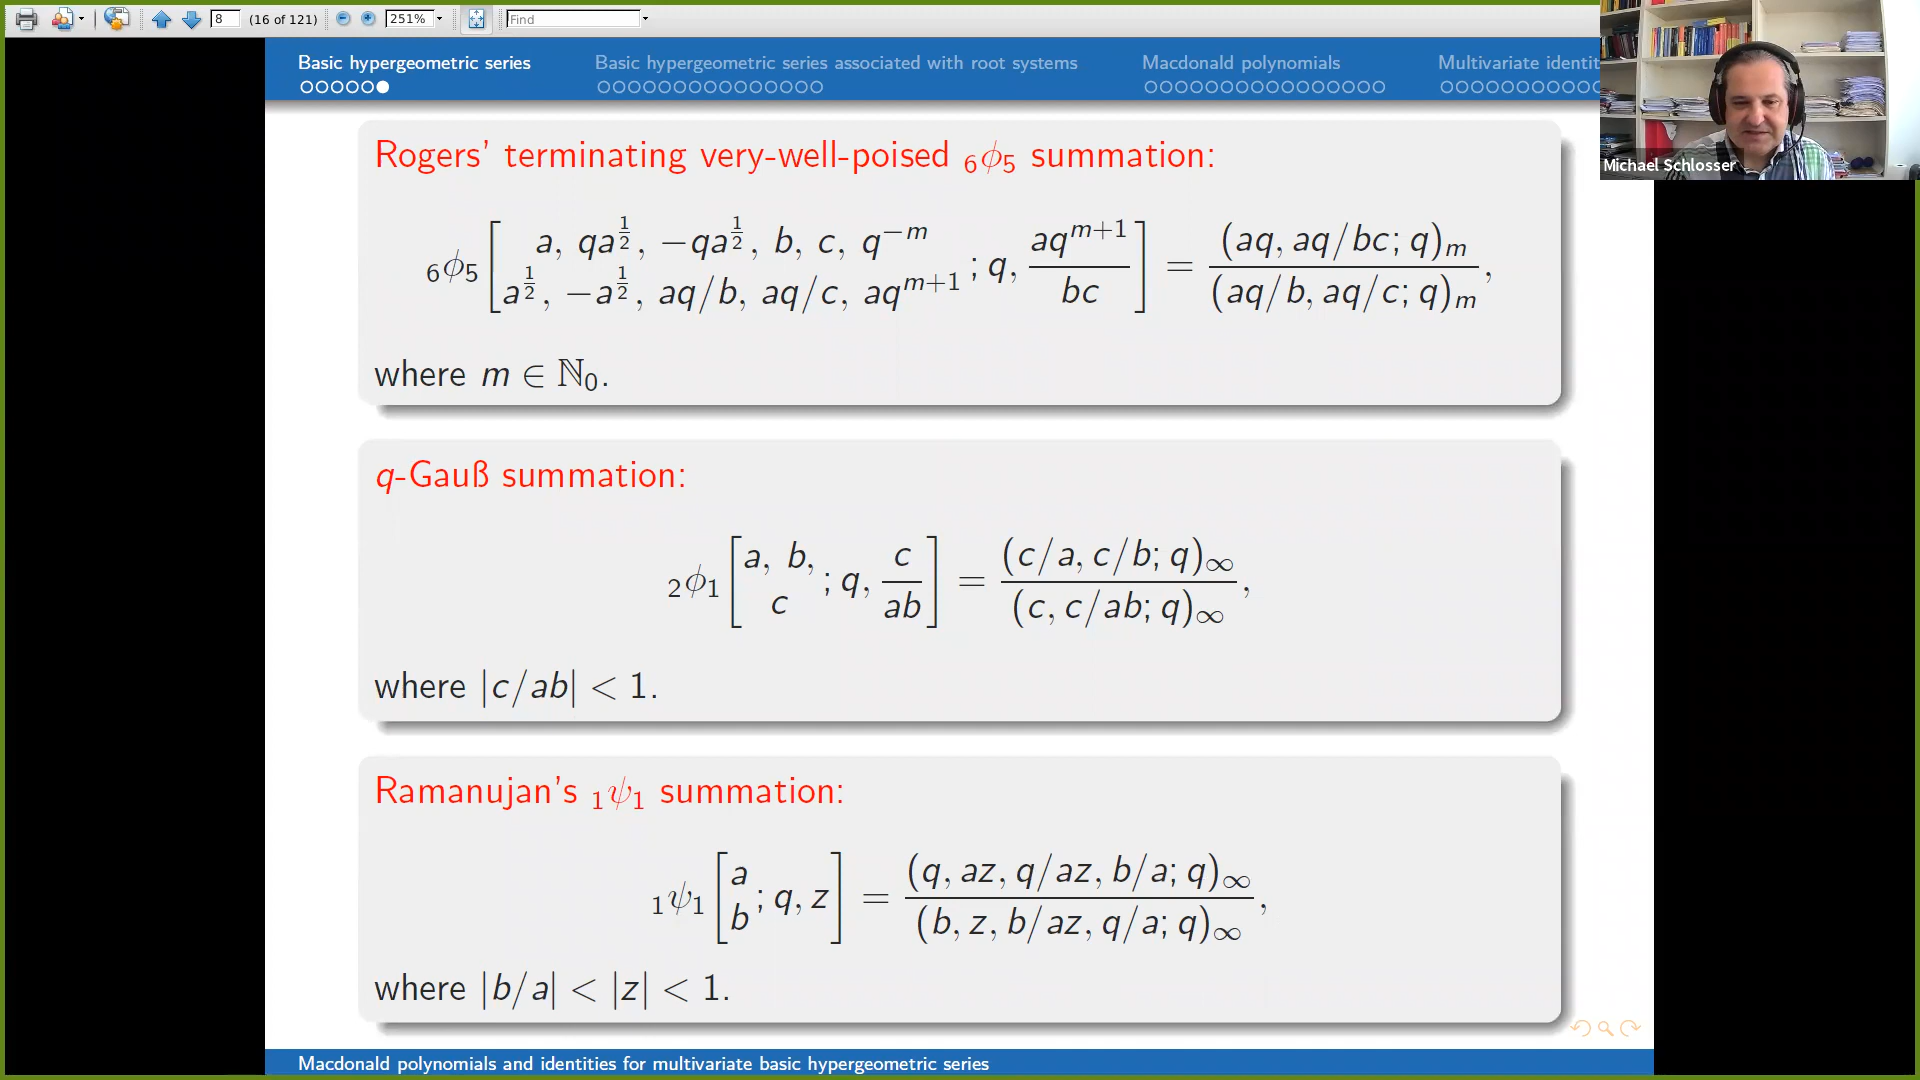 8 (16 of 121) 251% Find
Basic hypergeometric series Basic hypergeometric series associated with root systems Macdonald polynomials Multivariate identit
Michael Schlosser
Rogers' terminating very-well-poised ₆ϕ₅ summation:
₆ϕ₅ [a, qa^{1/2}, −qa^{1/2}, b, c, q^{−m} / a^{1/2}, −a^{1/2}, aq/b, aq/c, aq^{m+1} ; q, aq^{m+1}/bc] = (aq, aq/bc; q)_m / (aq/b, aq/c; q)_m,
where m ∈ ℕ₀.
q-Gauß summation:
₂ϕ₁ [a, b, / c ; q, c/ab] = (c/a, c/b; q)_∞ / (c, c/ab; q)_∞,
where |c/ab| < 1.
Ramanujan's ₁ψ₁ summation:
₁ψ₁ [a / b ; q, z] = (q, az, q/az, b/a; q)_∞ / (b, z, b/az, q/a; q)_∞,
where |b/a| < |z| < 1.
Macdonald polynomials and identities for multivariate basic hypergeometric series